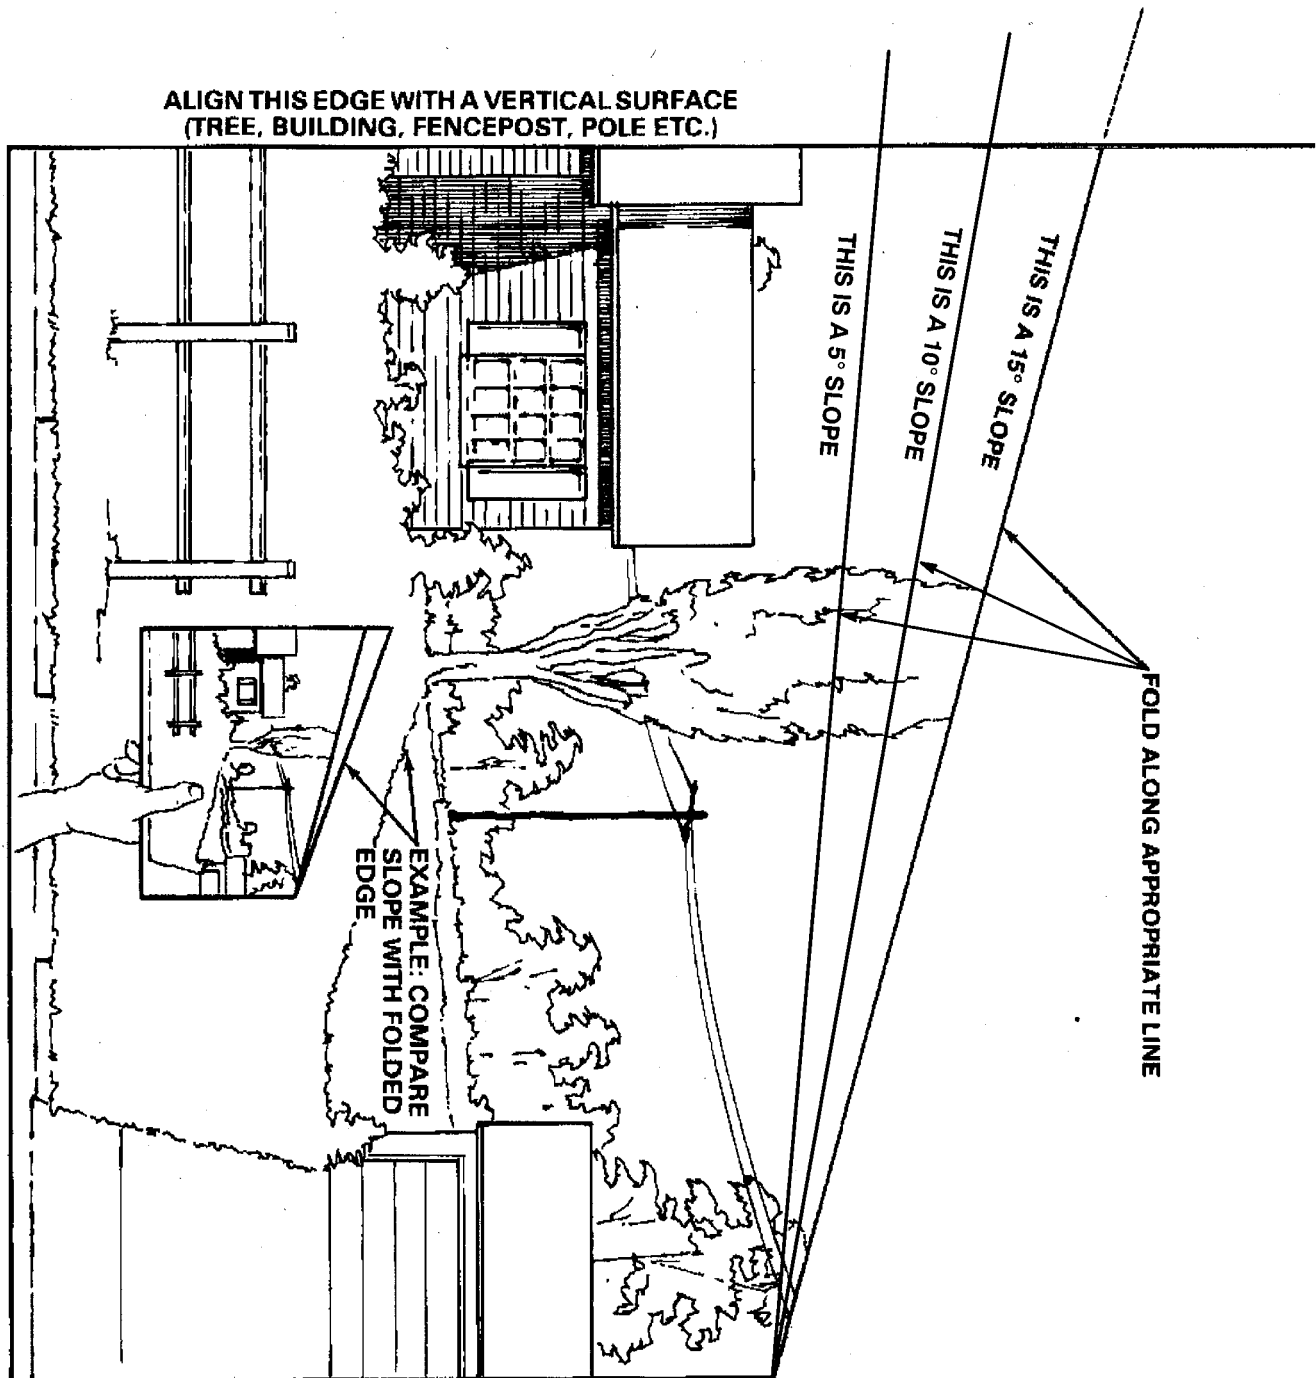 ALIGN THIS EDGE WITH A VERTICAL SURFACE
(TREE, BUILDING, FENCEPOST, POLE ETC.)
THIS IS A 15° SLOPE
THIS IS A 10° SLOPE
THIS IS A 5° SLOPE
FOLD ALONG APPROPRIATE LINE
EXAMPLE: COMPARE
SLOPE WITH FOLDED
EDGE